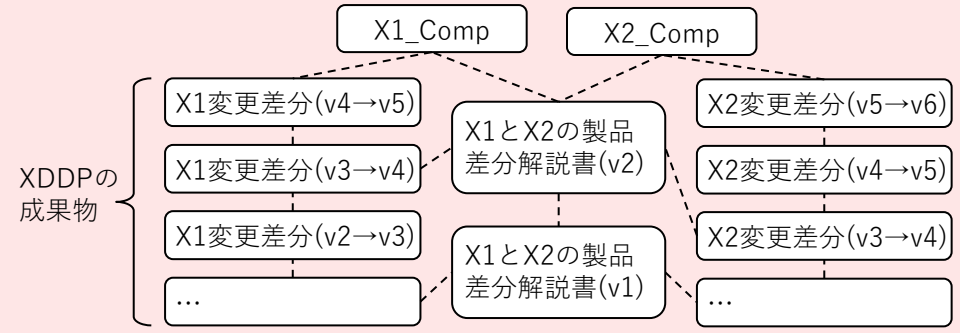 X1_Comp
X2_Comp
XDDPの
成果物
X1変更差分(v4→v5)
X1変更差分(v3→v4)
X1変更差分(v2→v3)
…
X1とX2の製品
差分解説書(v2)
X1とX2の製品
差分解説書(v1)
X2変更差分(v5→v6)
X2変更差分(v4→v5)
X2変更差分(v3→v4)
…